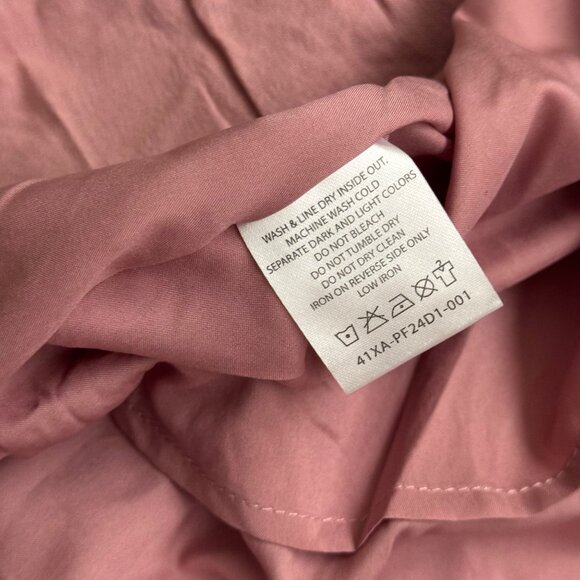 WASH & LINE DRY INSIDE OUT.
MACHINE WASH COLD
SEPARATE DARK AND LIGHT COLORS
DO NOT BLEACH
DO NOT TUMBLE DRY
DO NOT DRY CLEAN
IRON ON REVERSE SIDE ONLY
LOW IRON
41XA-PF24D1-001